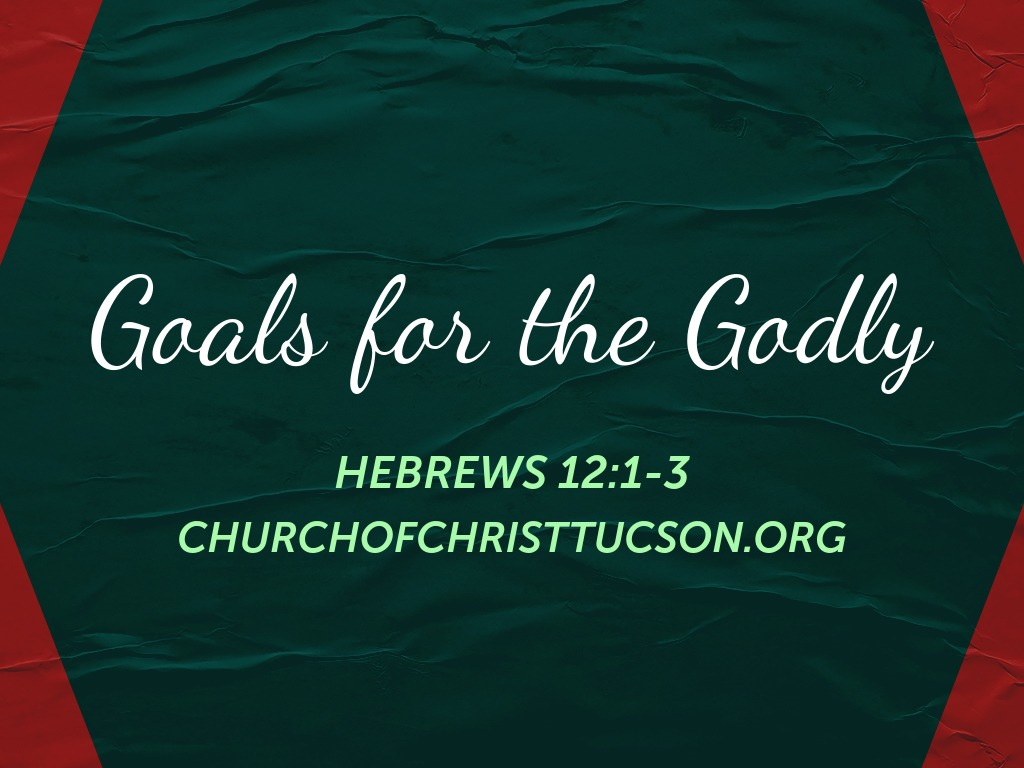 Goals for the Godly
HEBREWS 12:1-3
CHURCHOFCHRISTTUCSON.ORG